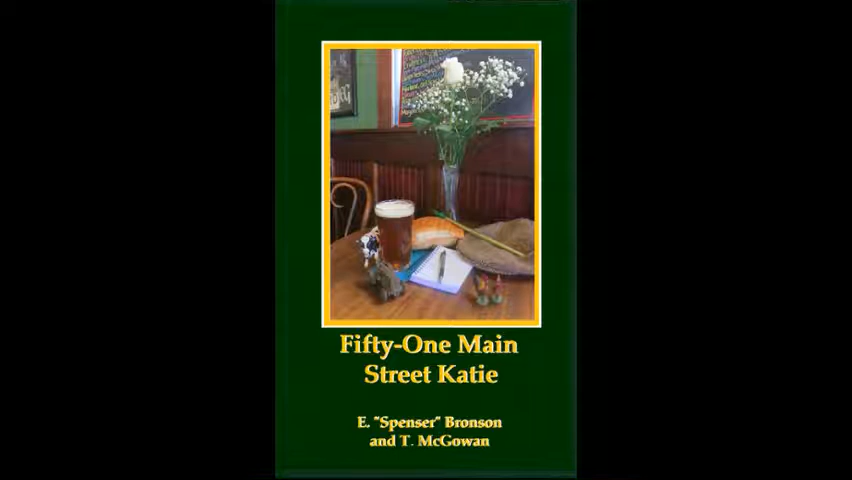 Fifty-One Main
Street Katie
E. "Spenser" Bronson
and T. McGowan